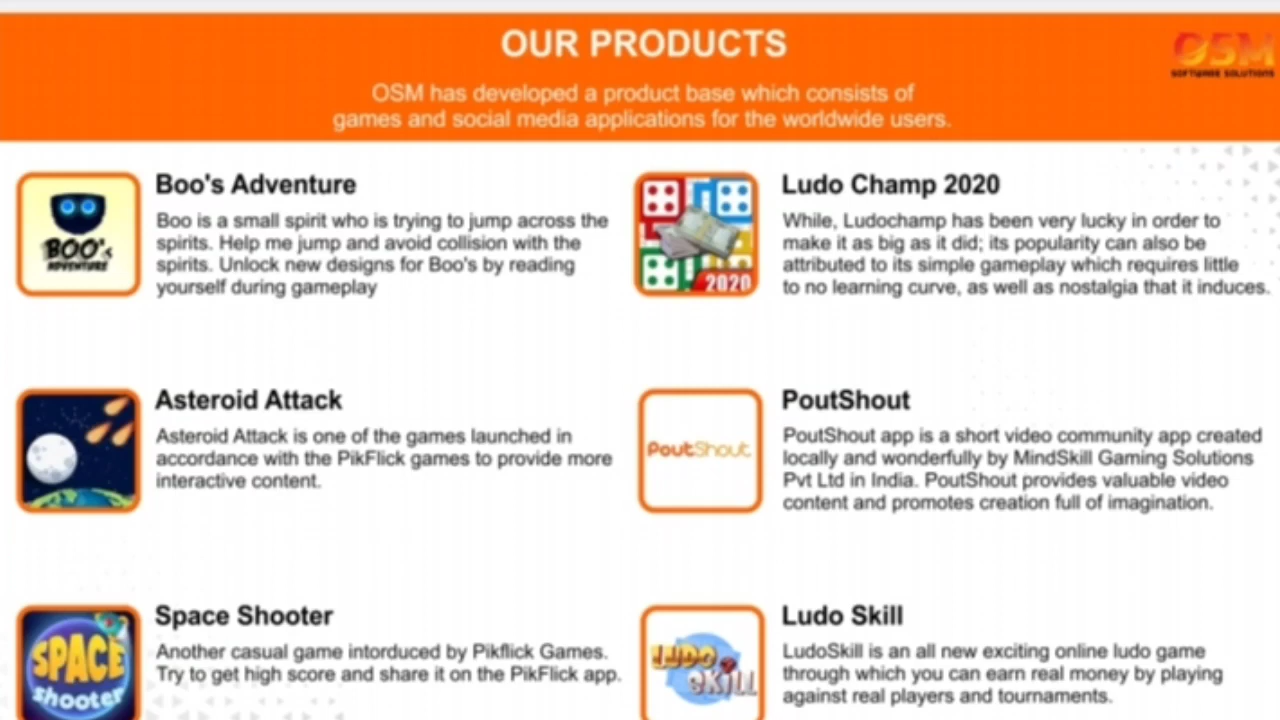 OUR PRODUCTS
OSM
SOFTWARE SOLUTIONS
OSM has developed a product base which consists of
games and social media applications for the worldwide users.
BOO's
ADVENTURE
Boo's Adventure
Boo is a small spirit who is trying to jump across the
spirits. Help me jump and avoid collision with the
spirits. Unlock new designs for Boo's by reading
yourself during gameplay
2020
Ludo Champ 2020
While, Ludochamp has been very lucky in order to
make it as big as it did; its popularity can also be
attributed to its simple gameplay which requires little
to no learning curve, as well as nostalgia that it induces.
Asteroid Attack
Asteroid Attack is one of the games launched in
accordance with the PikFlick games to provide more
interactive content.
PoutShout
PoutShout
PoutShout app is a short video community app created
locally and wonderfully by MindSkill Gaming Solutions
Pvt Ltd in India. PoutShout provides valuable video
content and promotes creation full of imagination.
SPACE
shooter
Space Shooter
Another casual game intorduced by Pikflick Games.
Try to get high score and share it on the PikFlick app.
LUDO
SKILL
Ludo Skill
LudoSkill is an all new exciting online ludo game
through which you can earn real money by playing
against real players and tournaments.